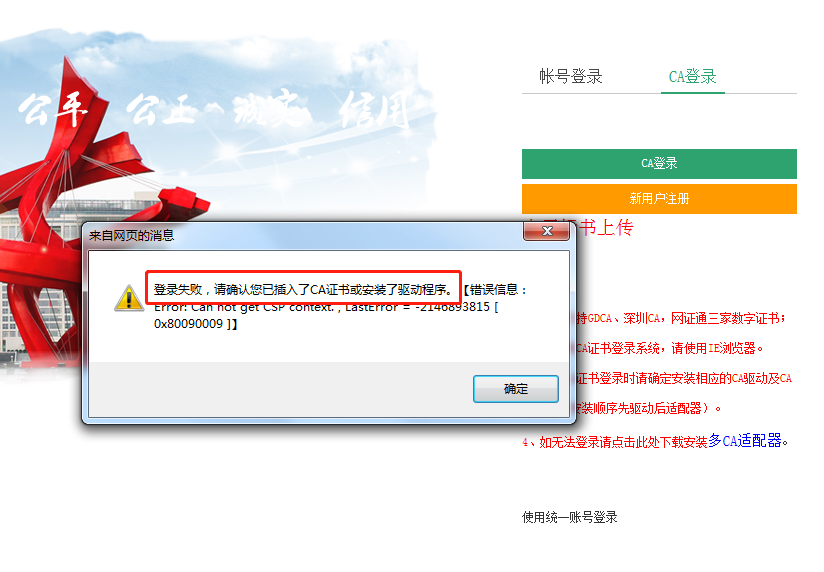 公平 公正 诚实 信用
帐号登录 CA登录
CA登录
新用户注册
书上传
来自网页的消息
登录失败，请确认您已插入了CA证书或安装了驱动程序。【错误信息：
Error: Can not get CSP context. , LastError = -2146893815 [
0x80090009 ]】
确定
持GDCA、深圳CA，网证通三家数字证书；
CA证书登录系统，请使用IE浏览器。
证书登录时请确定安装相应的CA驱动及CA
装顺序先驱动后适配器）。
4、如无法登录请点击此处下载安装多CA适配器。
使用统一账号登录